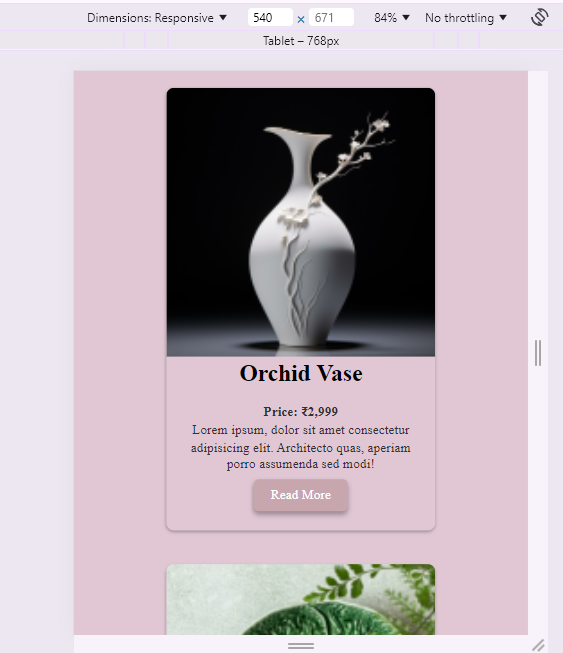 Dimensions: Responsive ▼ 540 × 671 84% ▼ No throttling ▼
Tablet – 768px
Orchid Vase
Price: ₹2,999
Lorem ipsum, dolor sit amet consectetur
adipisicing elit. Architecto quas, aperiam
porro assumenda sed modi!
Read More